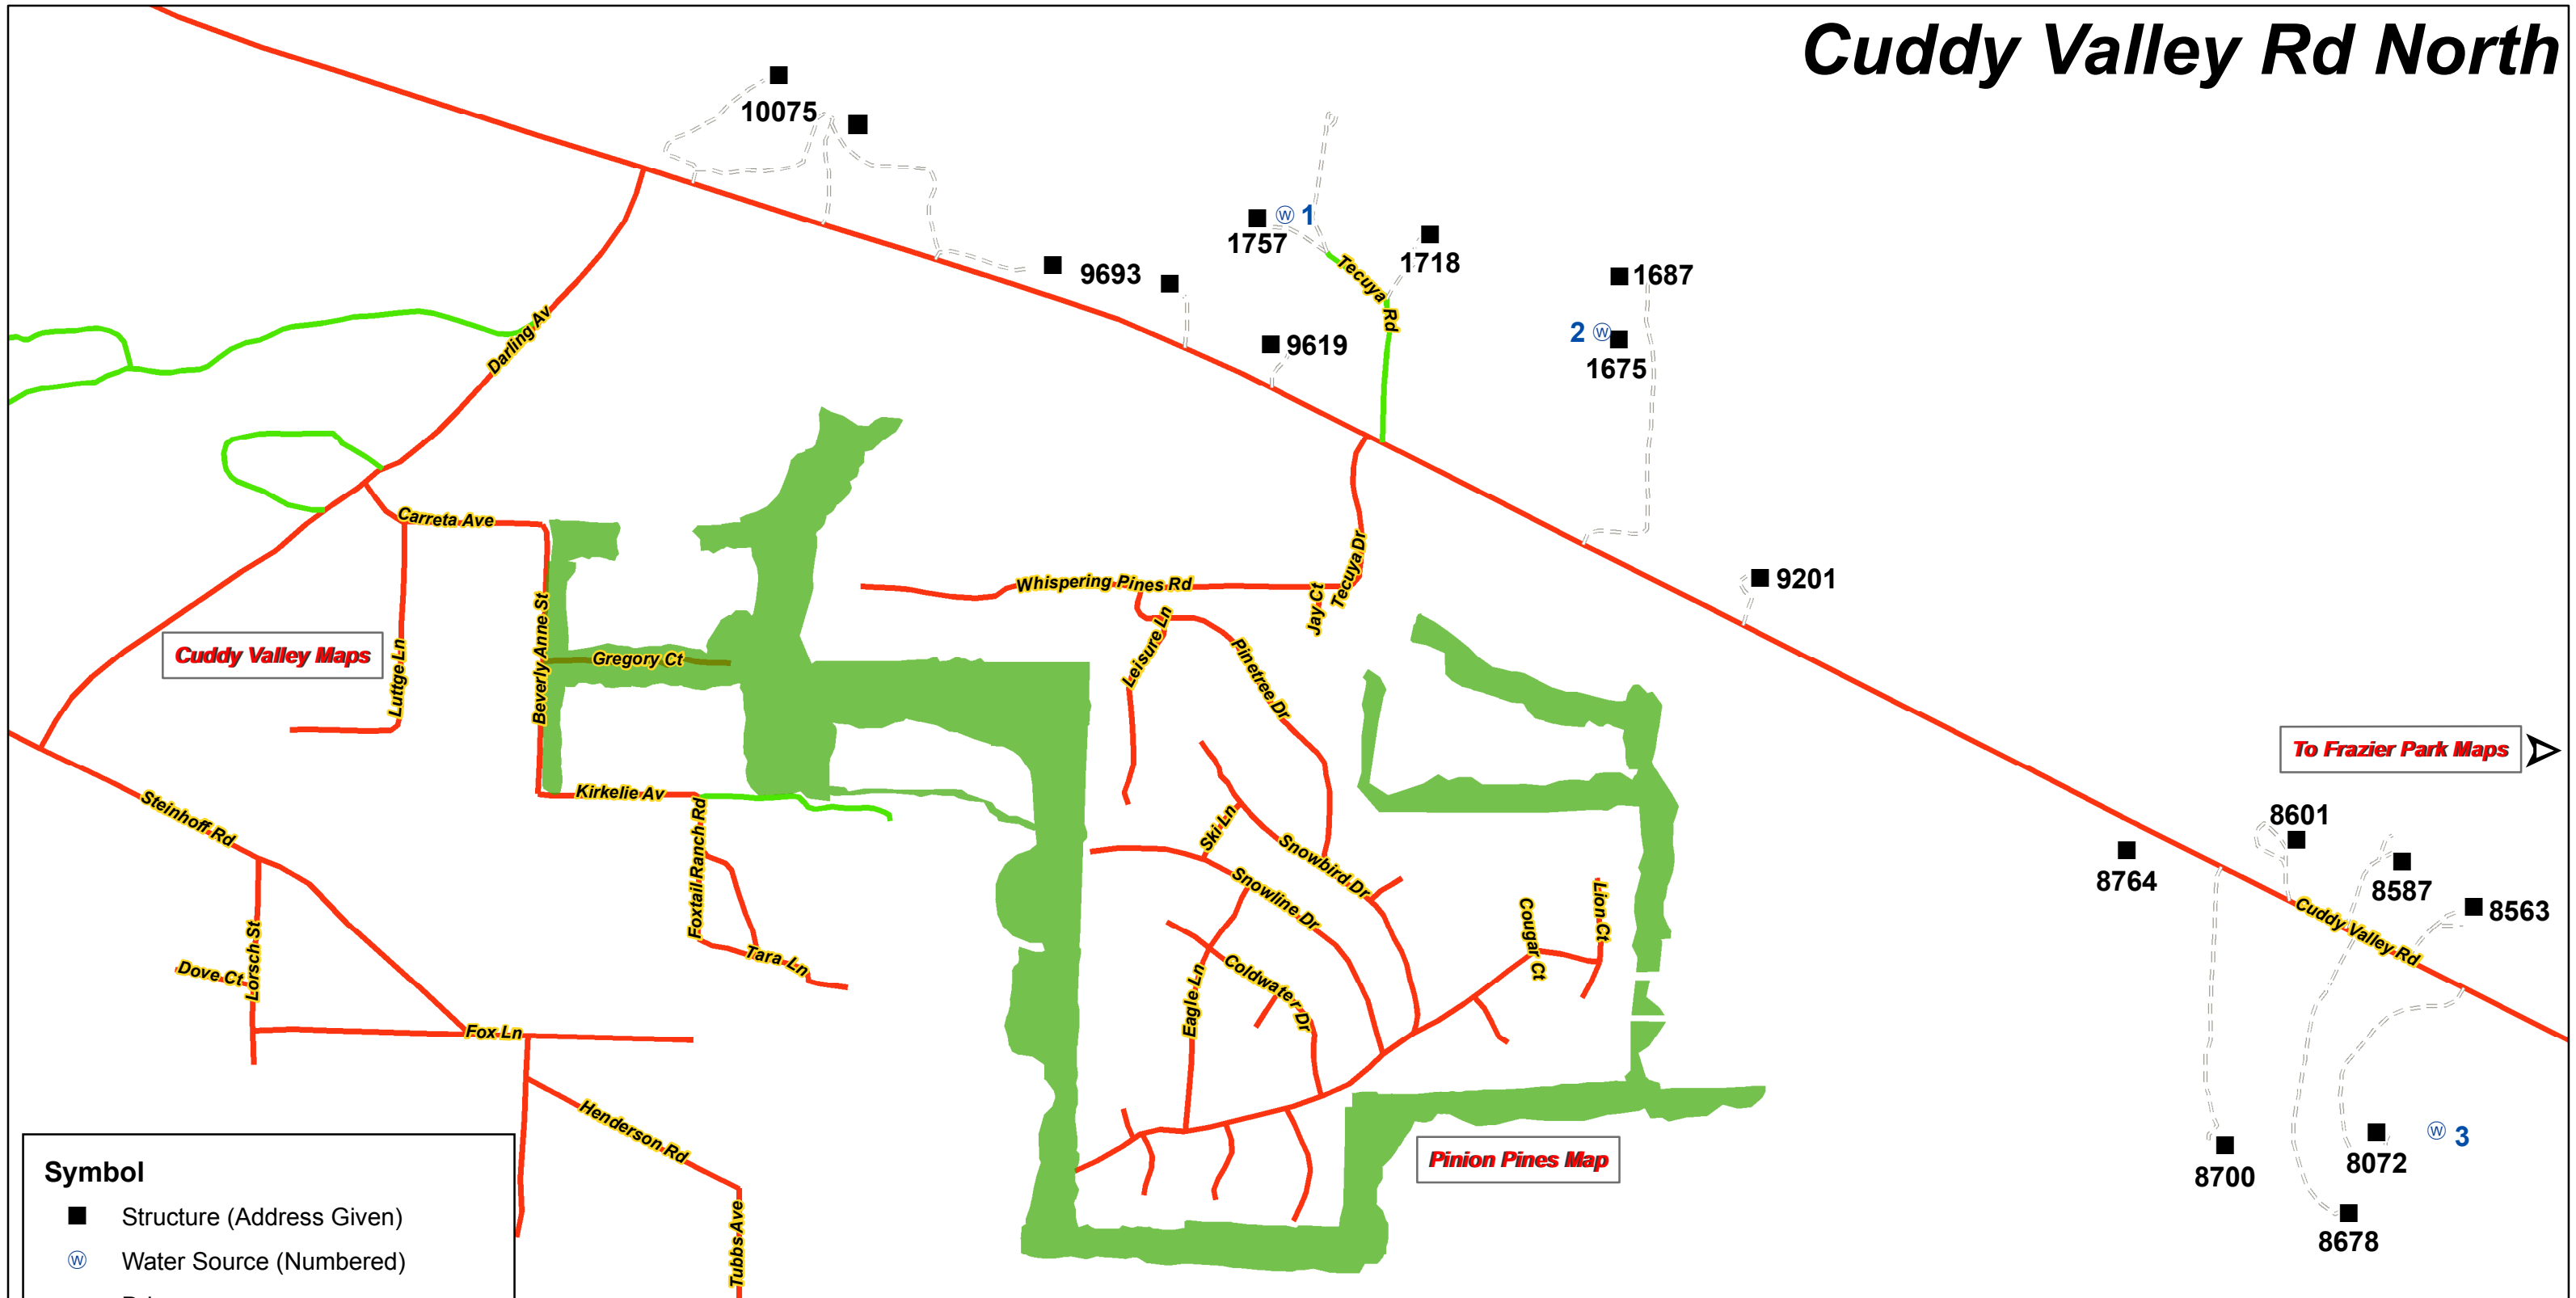 Cuddy Valley Rd North
10075
1757
1
1718
Tecuya Rd
9693
1687
2
1675
9619
Darling Av
Carreta Ave
Whispering Pines Rd
Jay Ct
Tecuya Dr
9201
Cuddy Valley Maps
Luttge Ln
Beverly Anne St
Gregory Ct
Leisure Ln
Pinetree Dr
To Frazier Park Maps
Steinhoff Rd
Kirkelie Av
Foxtail Ranch Rd
Ski Ln
Snowbird Dr
Snowline Dr
8601
8764
8587
8563
Cuddy Valley Rd
Cougar Ct
Lion Ct
Lorsch St
Dove Ct
Tara Ln
Eagle Ln
Coldwater Dr
Fox Ln
Henderson Rd
Tubbs Ave
Pinion Pines Map
8700
8072
3
8678
Symbol
Structure (Address Given)
W Water Source (Numbered)